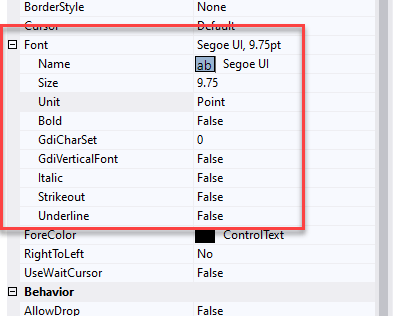 BorderStyle None
Cursor Default
Font Segoe UI, 9.75pt
Name ab Segoe UI
Size 9.75
Unit Point
Bold False
GdiCharSet 0
GdiVerticalFont False
Italic False
Strikeout False
Underline False
ForeColor ControlText
RightToLeft No
UseWaitCursor False
Behavior
AllowDrop False